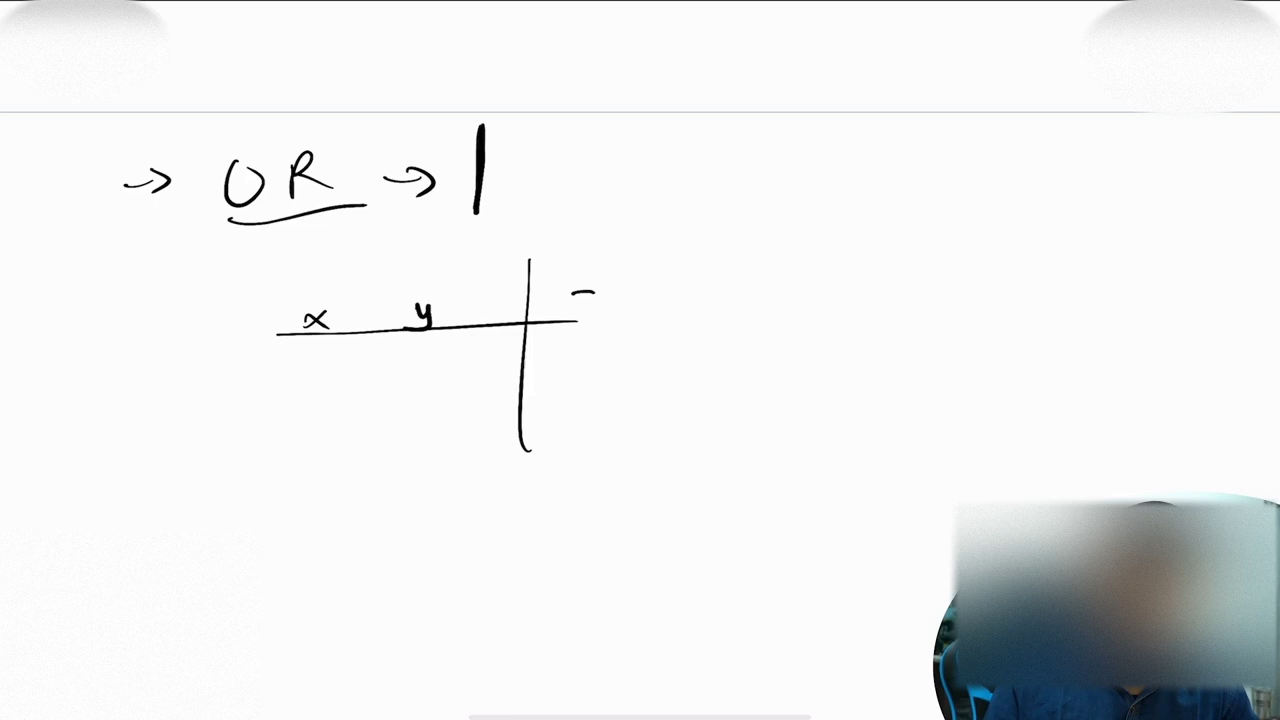 → OR → |
x y